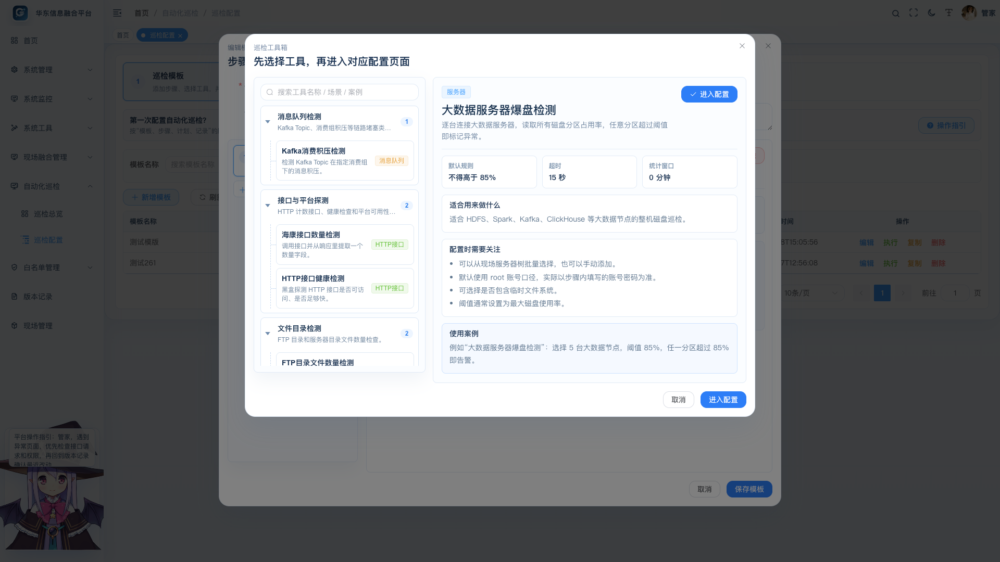 华东信息融合平台
首页 / 自动化巡检 / 巡检配置
管家
首页
巡检配置
首页
系统管理
系统监控
系统工具
现场融合管理
自动化巡检
巡检总览
巡检配置
白名单管理
版本记录
现场管理
平台操作指引：管家，遇到
异常页面，优先检查接口请
求和权限，再回到版本记录
确认最近改动
1
巡检模板
添加步骤、选择工具，
第一次配置自动化巡检?
按“模板、步骤、计划、记录”的
操作指引
模板名称
搜索模板名称
新增模板
模板名称
时间
操作
测试模版
8T15:05:56
编辑 执行 复制 删除
测试261
7T12:56:08
编辑 执行 复制 删除
10条/页
1
前往 1 页
步骤
取消
保存模板
巡检工具箱
先选择工具，再进入对应配置页面
搜索工具名称 / 场景 / 案例
消息队列检测
Kafka Topic、消费组积压等链路堵塞类...
1
Kafka消费积压检测
检测 Kafka Topic 在指定消费组
下的消息积压。
消息队列
接口与平台探测
HTTP 计数接口、健康检查和平台可用性...
2
海康接口数量检测
调用接口并从响应里提取一个
数量字段。
HTTP接口
HTTP接口健康检测
黑盒探测 HTTP 接口是否可访
问、是否足够快。
HTTP接口
文件目录检测
FTP 目录和服务器目录文件数量检查。
2
FTP目录文件数量检测
服务器
进入配置
大数据服务器爆盘检测
逐台连接大数据服务器，读取所有磁盘分区占用率，任意分区超过阈值
即标记异常。
默认规则
不得高于 85%
超时
15 秒
统计窗口
0 分钟
适合用来做什么
适合 HDFS、Spark、Kafka、ClickHouse 等大数据节点的整机磁盘巡检。
配置时需要关注
• 可以从现场服务器树批量选择，也可以手动添加。
• 默认使用 root 账号口径，实际以步骤内填写的账号密码为准。
• 可选择是否包含临时文件系统。
• 阈值通常设置为最大磁盘使用率。
使用案例
例如“大数据服务器爆盘检测”：选择 5 台大数据节点，阈值 85%，任一分区超过 85%
即告警。
取消
进入配置